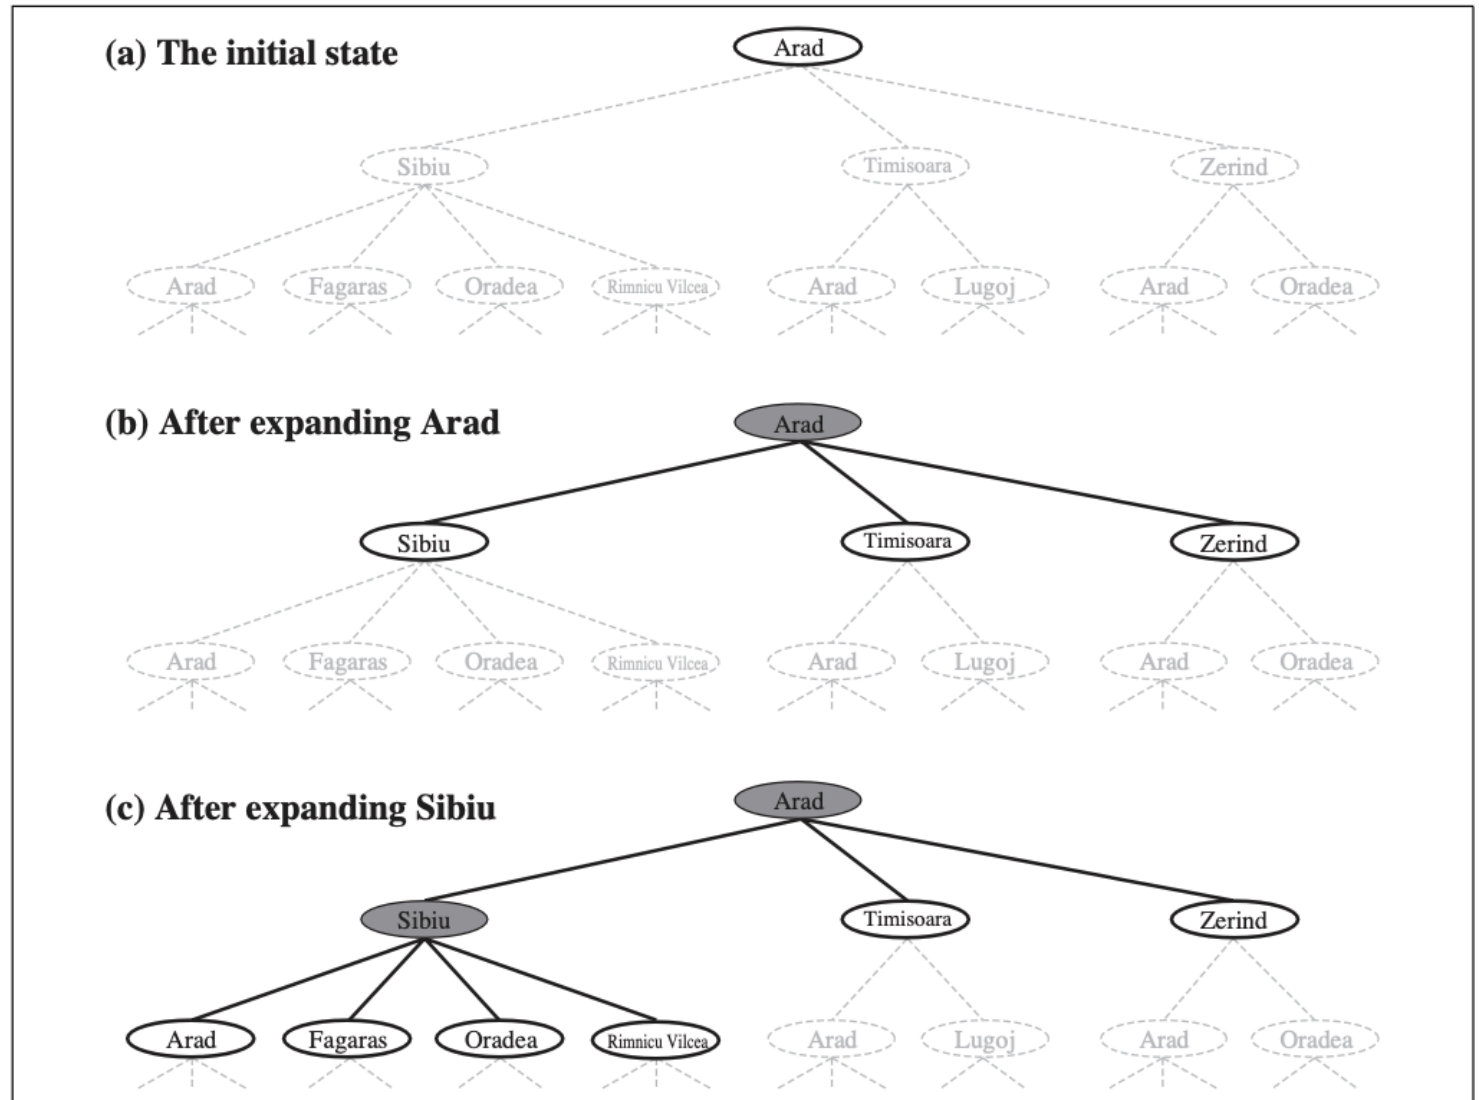 (a) The initial state
Arad
Sibiu Timisoara Zerind
Arad Fagaras Oradea Rimnicu Vilcea Arad Lugoj Arad Oradea
(b) After expanding Arad
Arad
Sibiu Timisoara Zerind
Arad Fagaras Oradea Rimnicu Vilcea Arad Lugoj Arad Oradea
(c) After expanding Sibiu
Arad
Sibiu Timisoara Zerind
Arad Fagaras Oradea Rimnicu Vilcea Arad Lugoj Arad Oradea